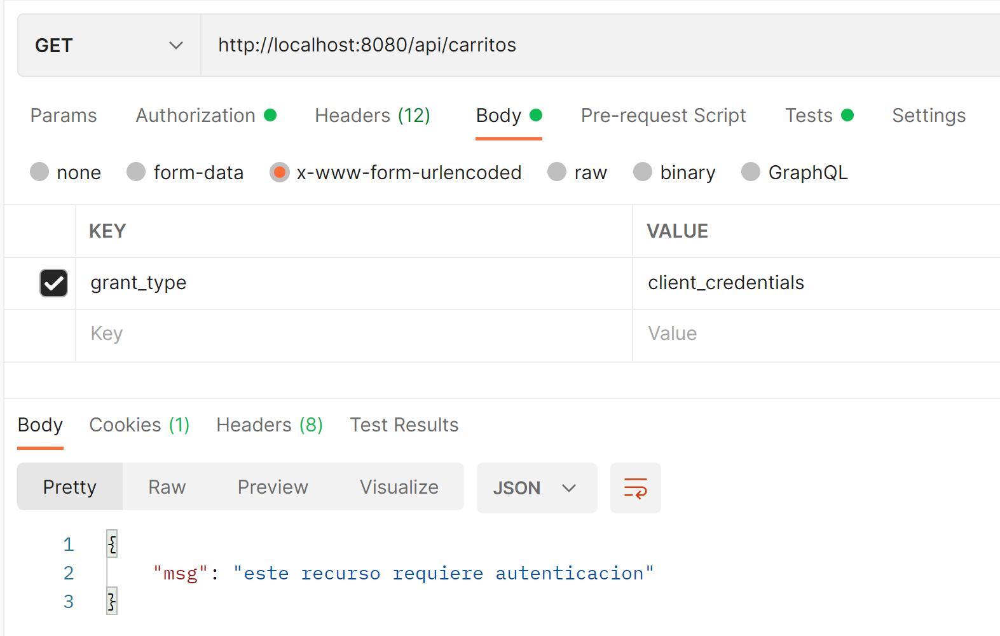 GET http://localhost:8080/api/carritos
Params Authorization Headers (12) Body Pre-request Script Tests Settings
none form-data x-www-form-urlencoded raw binary GraphQL
KEY VALUE
grant_type client_credentials
Key Value
Body Cookies (1) Headers (8) Test Results
Pretty Raw Preview Visualize JSON
1 {
2 "msg": "este recurso requiere autenticacion"
3 }